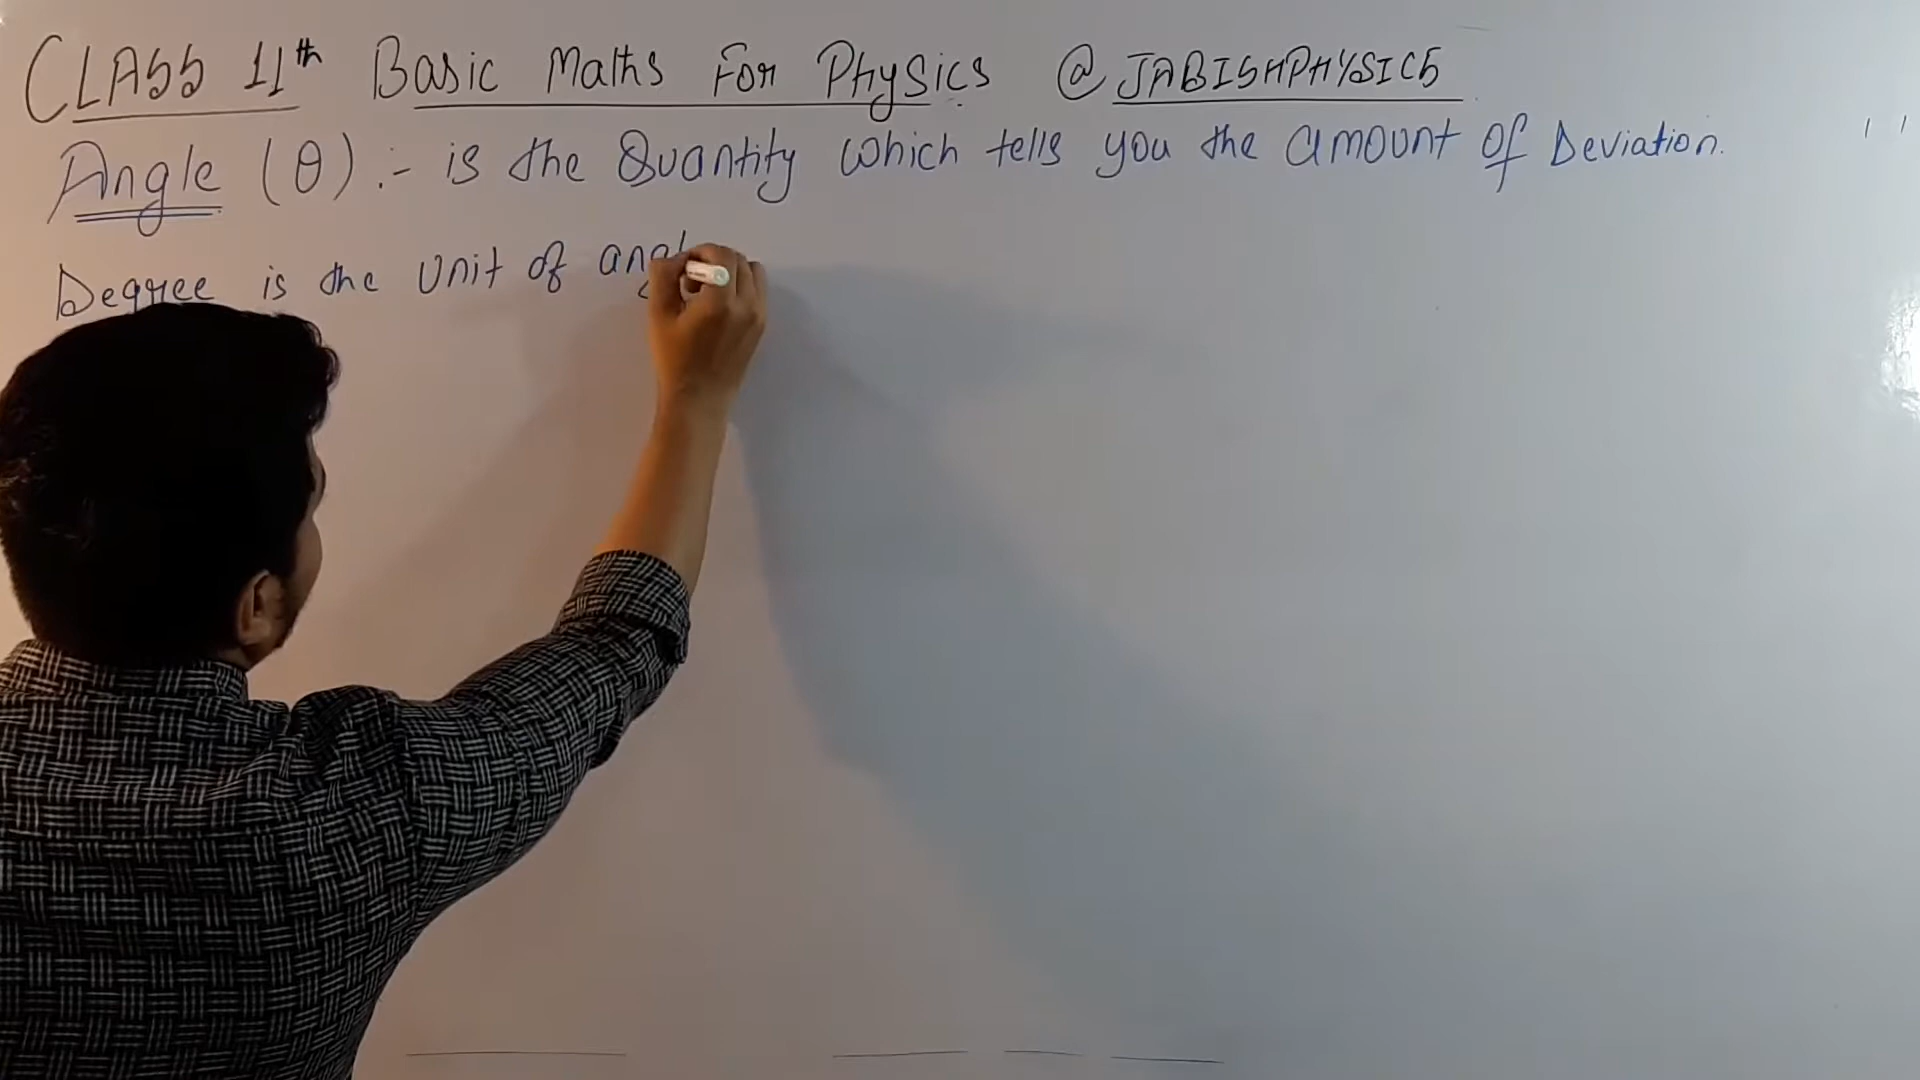 CLASS 11th Basic Maths For Physics @JABISHPHYSICS
Angle (θ) :- is the Quantity which tells you the amount of Deviation.
Degree is the unit of